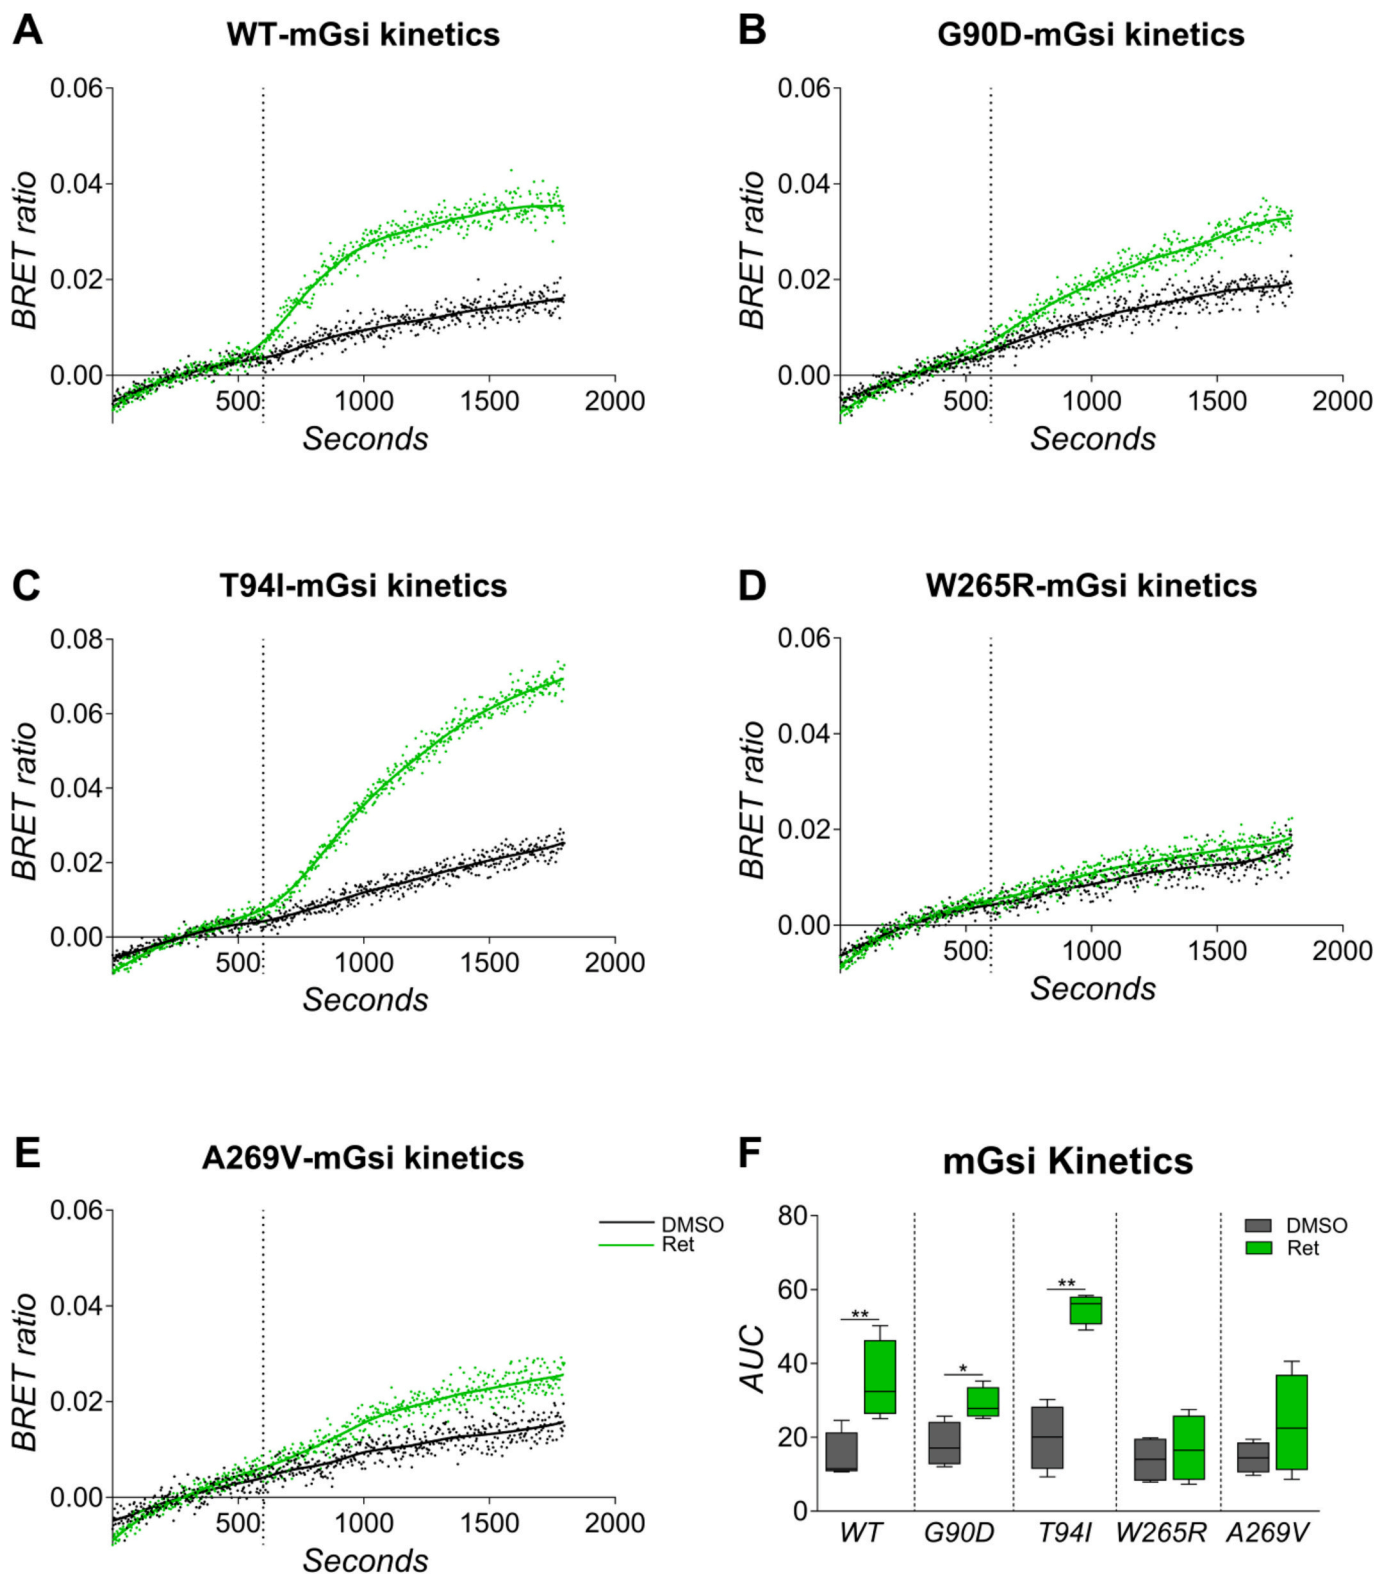 A
WT-mGsi kinetics
0.06
0.04
0.02
0.00
BRET ratio
500
1000
1500
2000
Seconds
B
G90D-mGsi kinetics
0.06
0.04
0.02
0.00
BRET ratio
500
1000
1500
2000
Seconds
C
T94I-mGsi kinetics
0.08
0.06
0.04
0.02
0.00
BRET ratio
500
1000
1500
2000
Seconds
D
W265R-mGsi kinetics
0.06
0.04
0.02
0.00
BRET ratio
500
1000
1500
2000
Seconds
E
A269V-mGsi kinetics
0.06
0.04
0.02
0.00
BRET ratio
500
1000
1500
2000
Seconds
DMSO
Ret
F
mGsi Kinetics
80
60
40
20
0
AUC
**
*
**
DMSO
Ret
WT
G90D
T94I
W265R
A269V